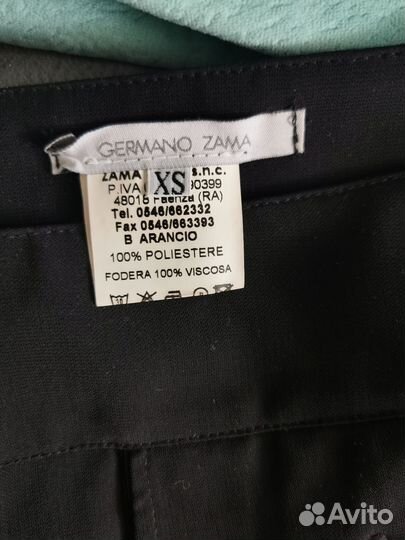 GERMANO ZAMA
XS
ZAMA s.n.c.
P.IVA 90399
48018 Faenza (RA)
Tel. 0546/662332
Fax 0546/663393
B ARANCIO
100% POLIESTERE
FODERA 100% VISCOSA
Avito